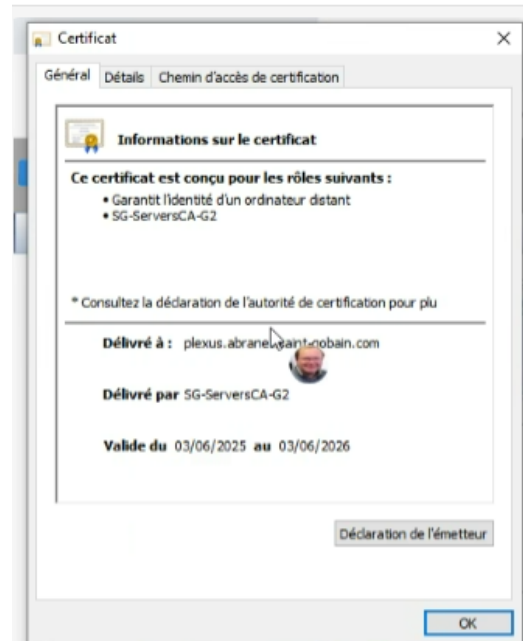 Certificat
Général Détails Chemin d'accès de certification
Informations sur le certificat
Ce certificat est conçu pour les rôles suivants :
• Garantit l'identité d'un ordinateur distant
• SG-ServersCA-G2
* Consultez la déclaration de l'autorité de certification pour plu
Délivré à : plexus.abrane saint-gobain.com
Délivré par SG-ServersCA-G2
Valide du 03/06/2025 au 03/06/2026
Déclaration de l'émetteur
OK